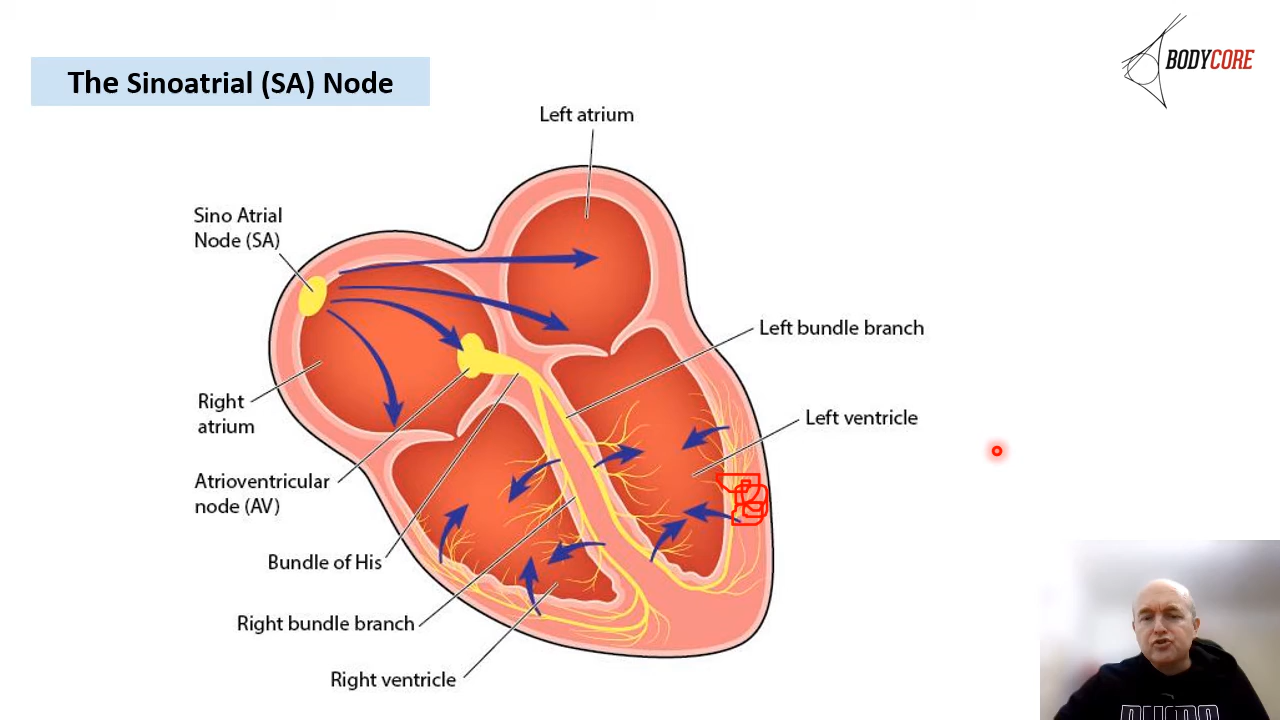 The Sinoatrial (SA) Node
BODYCORE
Left atrium
Sino Atrial
Node (SA)
Left bundle branch
Right
atrium
Left ventricle
Atrioventricular
node (AV)
Bundle of His
Right bundle branch
Right ventricle